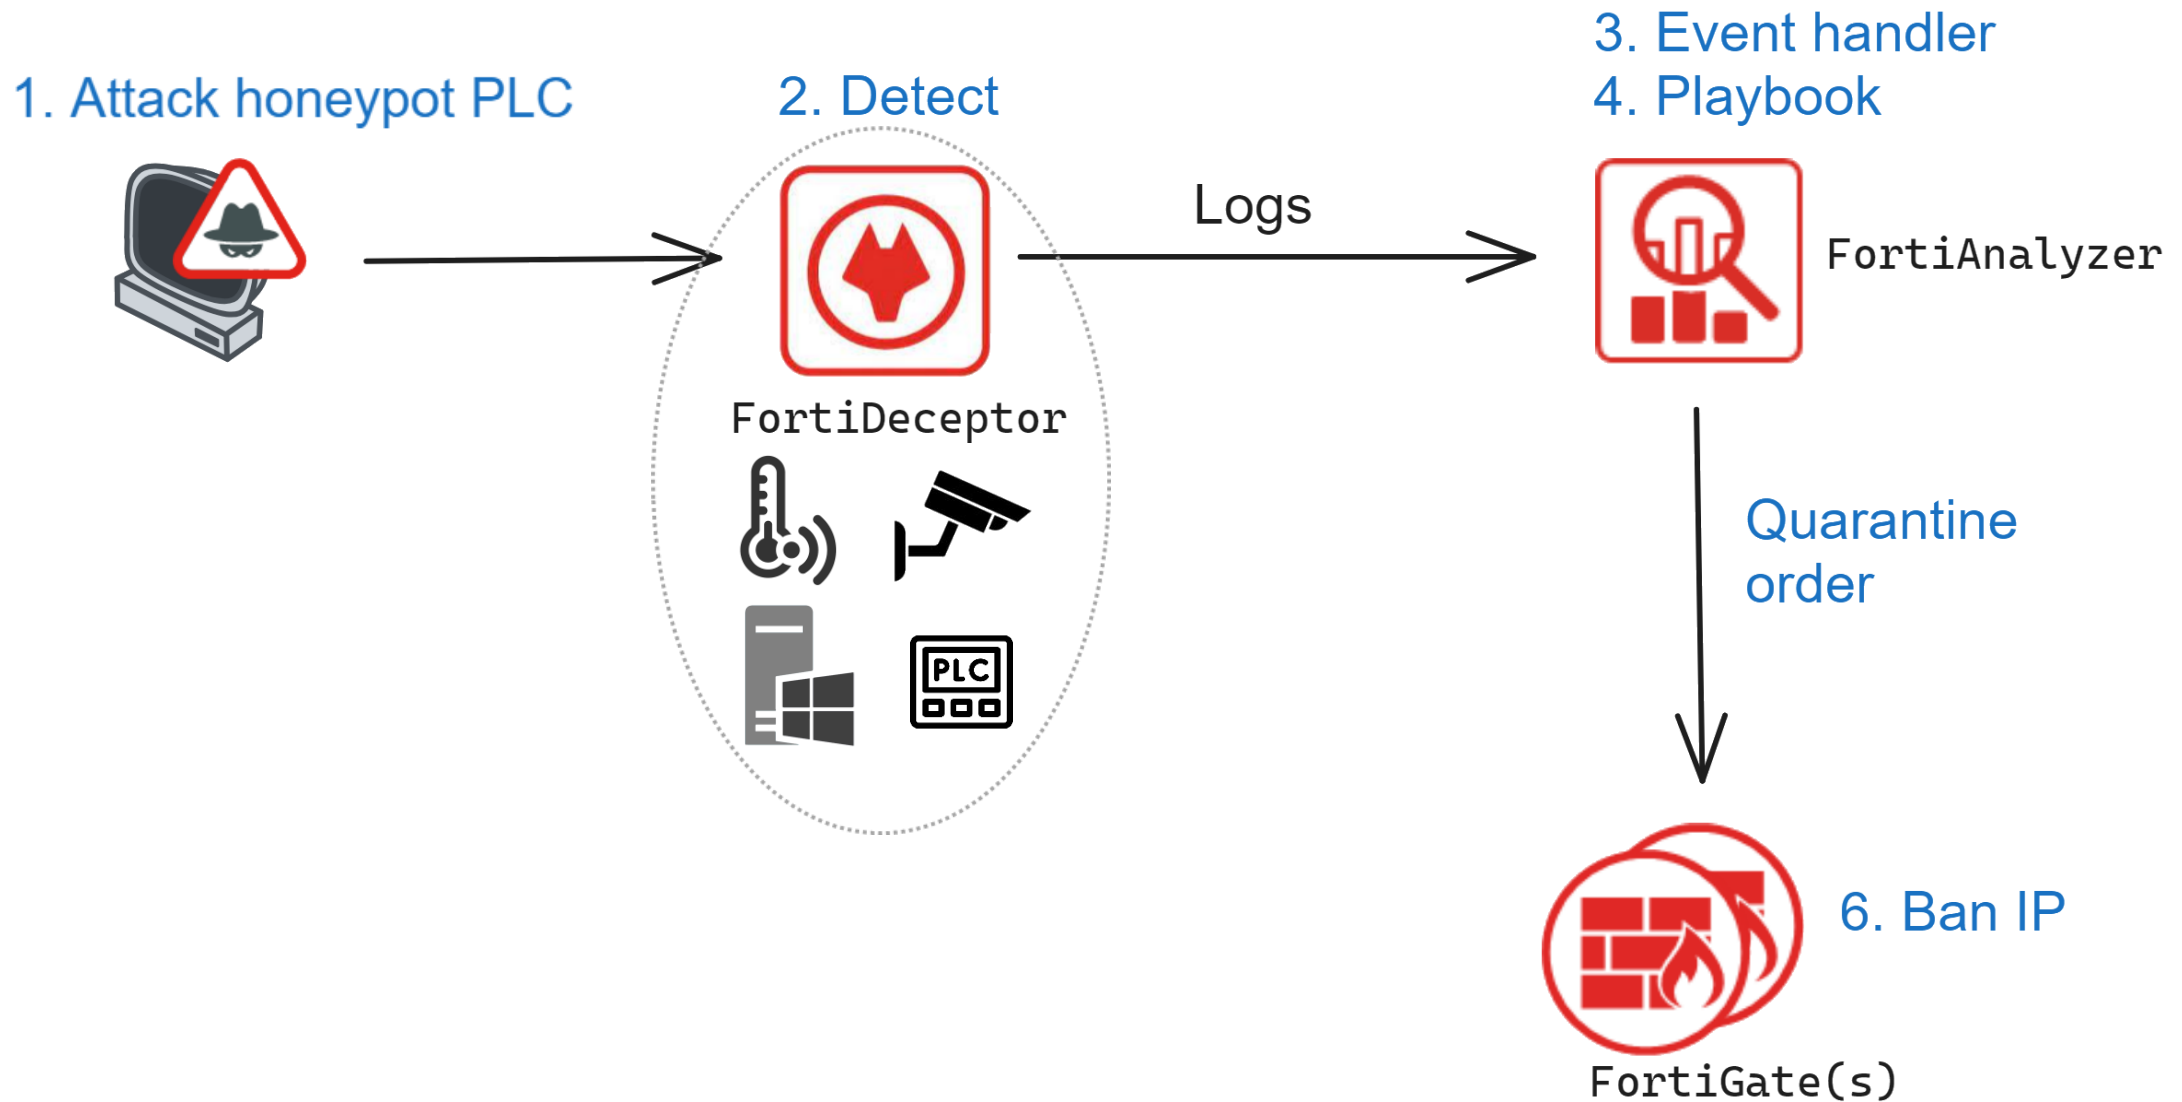 1. Attack honeypot PLC
2. Detect
3. Event handler
4. Playbook
Logs
FortiAnalyzer
FortiDeceptor
PLC
Quarantine
order
6. Ban IP
FortiGate(s)